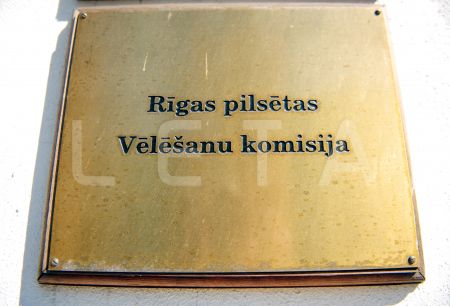 Rīgas pilsētas
Vēlēšanu komisija
LETA